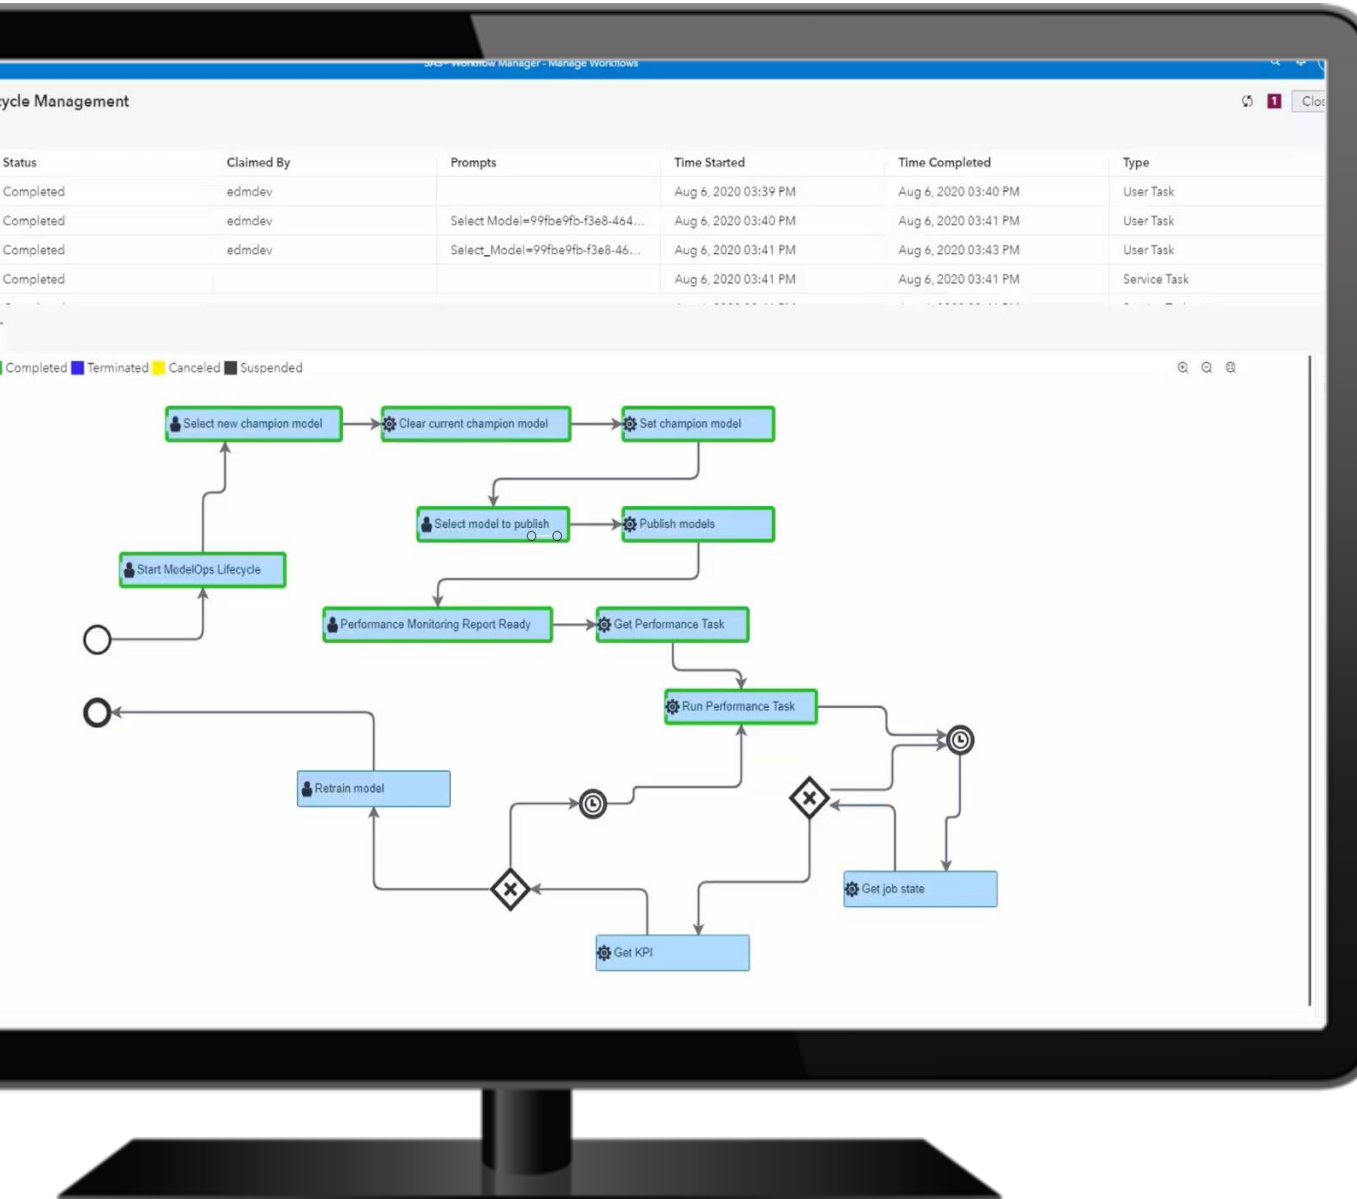 SAS® Workflow Manager - Manage Workflows
cycle Management
1
Clos
Status Claimed By Prompts Time Started Time Completed Type
Completed edmdev Aug 6, 2020 03:39 PM Aug 6, 2020 03:40 PM User Task
Completed edmdev Select Model=99fbe9fb-f3e8-464... Aug 6, 2020 03:40 PM Aug 6, 2020 03:41 PM User Task
Completed edmdev Select_Model=99fbe9fb-f3e8-46... Aug 6, 2020 03:41 PM Aug 6, 2020 03:43 PM User Task
Completed Aug 6, 2020 03:41 PM Aug 6, 2020 03:41 PM Service Task
Completed Terminated Canceled Suspended
Select new champion model
Clear current champion model
Set champion model
Select model to publish
Publish models
Start ModelOps Lifecycle
Performance Monitoring Report Ready
Get Performance Task
Run Performance Task
Retrain model
Get job state
Get KPI